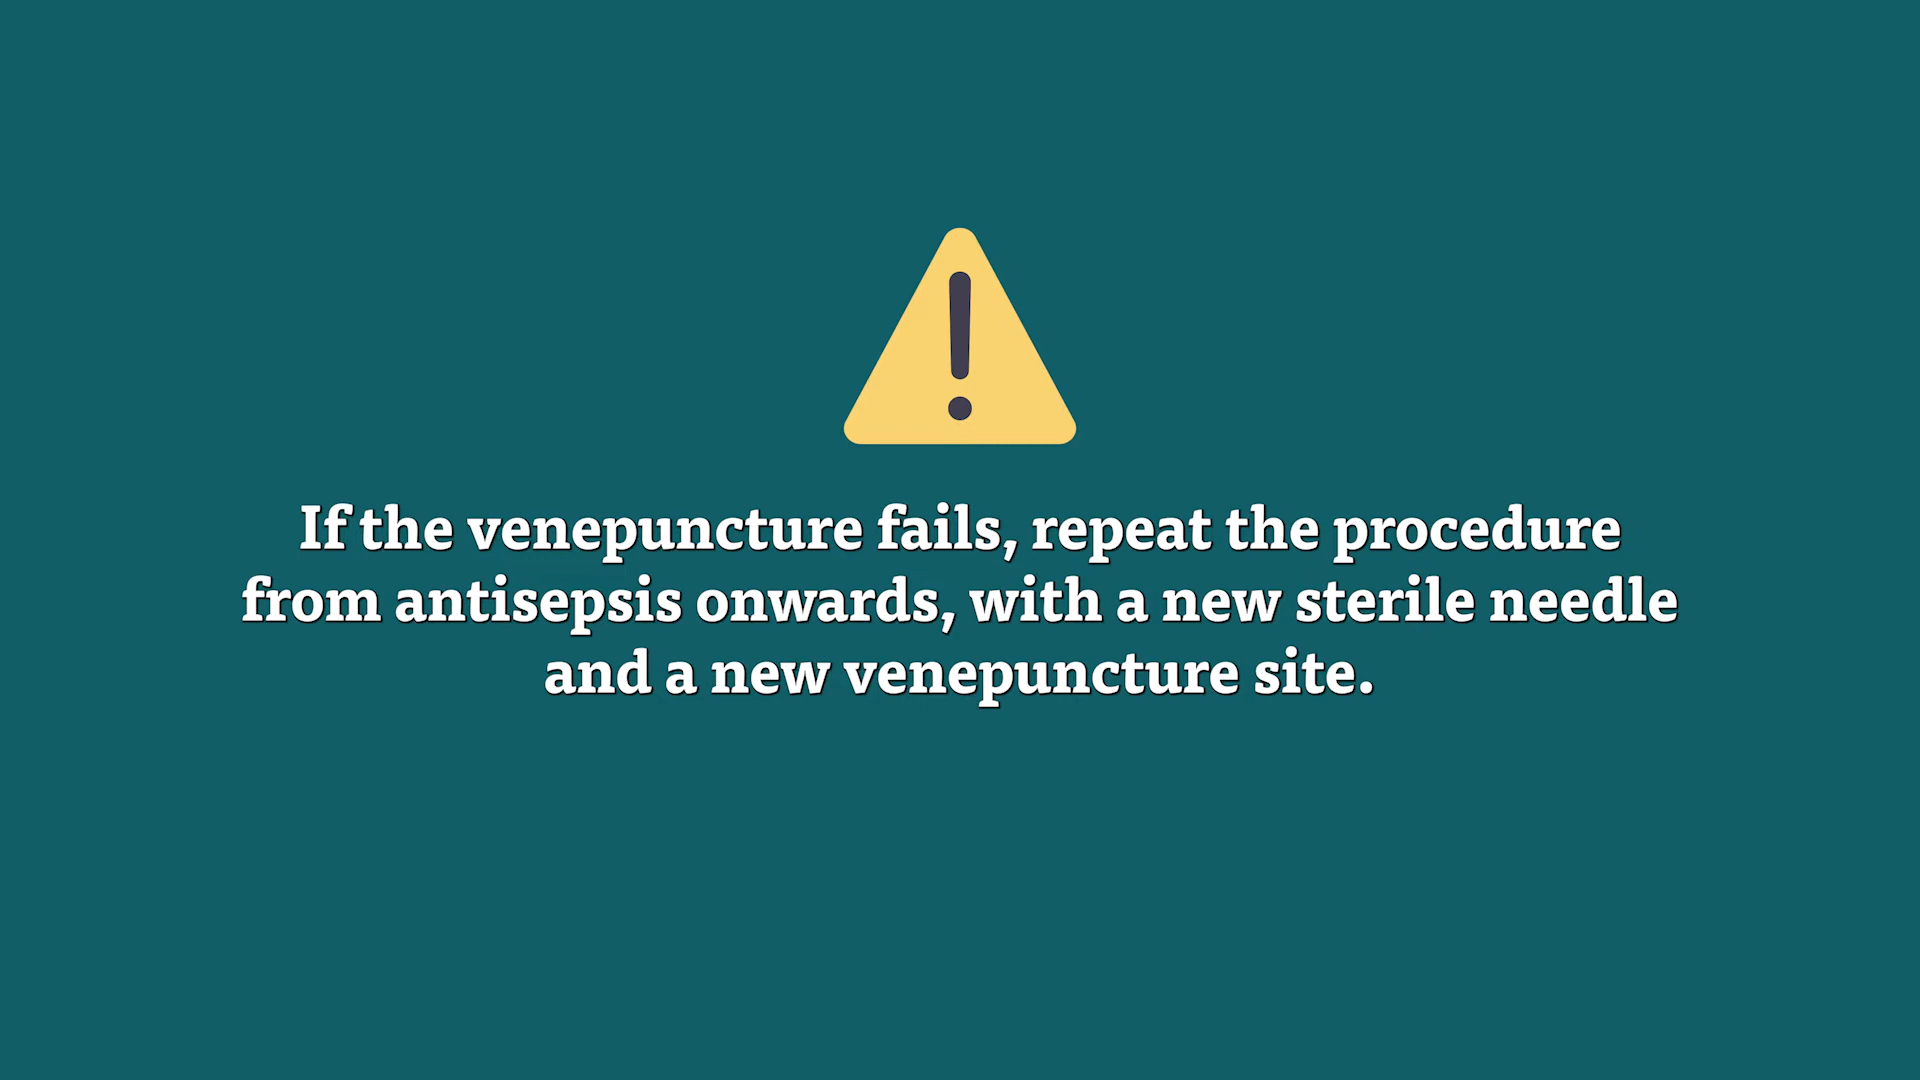 If the venepuncture fails, repeat the procedure
from antisepsis onwards, with a new sterile needle
and a new venepuncture site.